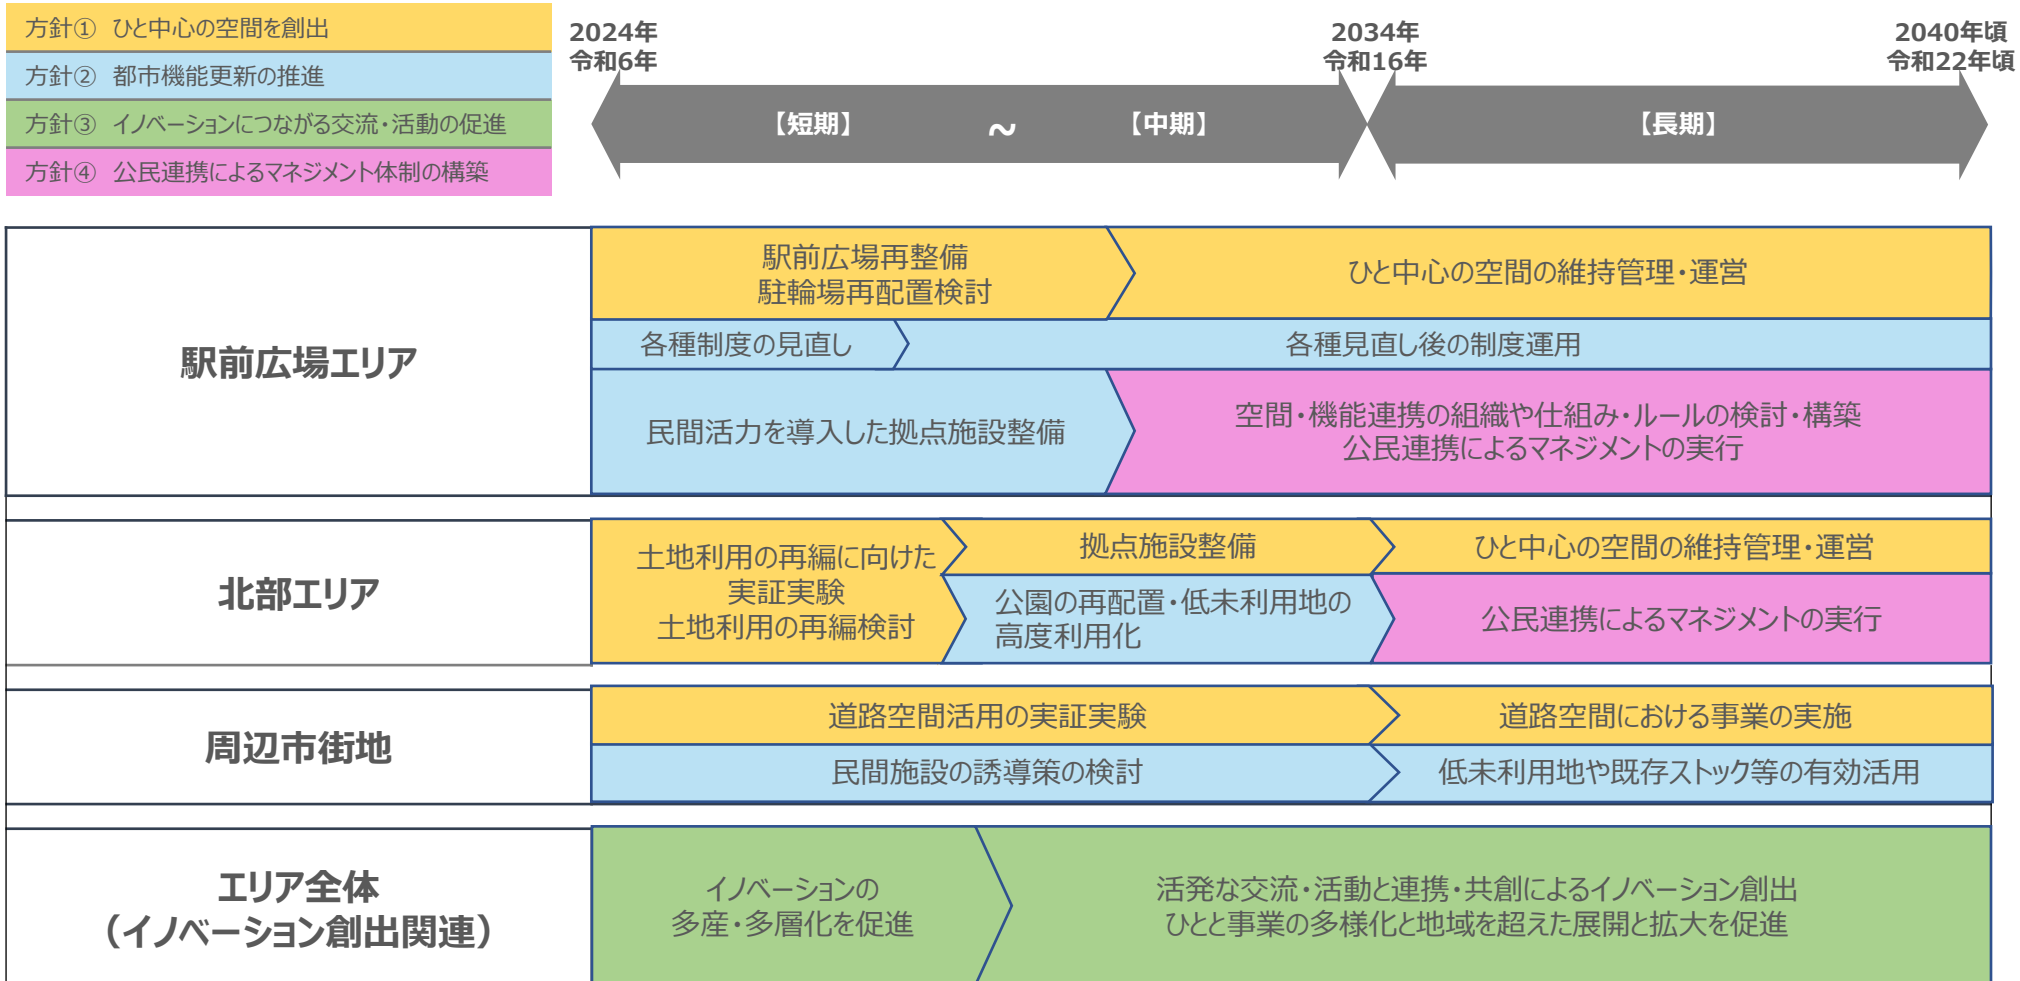 方針① ひと中心の空間を創出
方針② 都市機能更新の推進
方針③ イノベーションにつながる交流・活動の促進
方針④ 公民連携によるマネジメント体制の構築
2024年
令和6年
2034年
令和16年
2040年頃
令和22年頃
【短期】 ~ 【中期】
【長期】
駅前広場エリア
駅前広場再整備
駐輪場再配置検討
ひと中心の空間の維持管理・運営
各種制度の見直し
各種見直し後の制度運用
民間活力を導入した拠点施設整備
空間・機能連携の組織や仕組み・ルールの検討・構築
公民連携によるマネジメントの実行
北部エリア
土地利用の再編に向けた
実証実験
土地利用の再編検討
拠点施設整備
公園の再配置・低未利用地の
高度利用化
ひと中心の空間の維持管理・運営
公民連携によるマネジメントの実行
周辺市街地
道路空間活用の実証実験
道路空間における事業の実施
民間施設の誘導策の検討
低未利用地や既存ストック等の有効活用
エリア全体
（イノベーション創出関連）
イノベーションの
多産・多層化を促進
活発な交流・活動と連携・共創によるイノベーション創出
ひとと事業の多様化と地域を超えた展開と拡大を促進